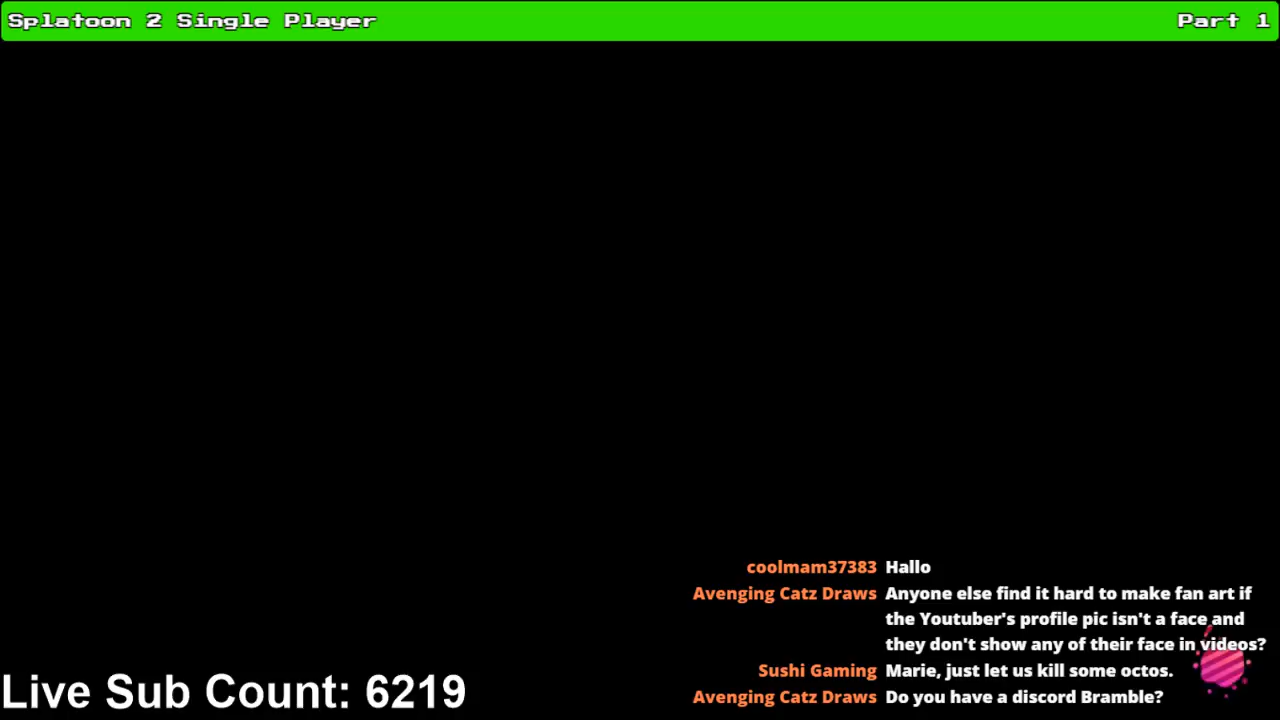 Splatoon 2 Single Player Part 1
coolmam37383 Hallo
Avenging Catz Draws Anyone else find it hard to make fan art if
the Youtuber's profile pic isn't a face and
they don't show any of their face in videos?
Sushi Gaming Marie, just let us kill some octos.
Avenging Catz Draws Do you have a discord Bramble?
Live Sub Count: 6219